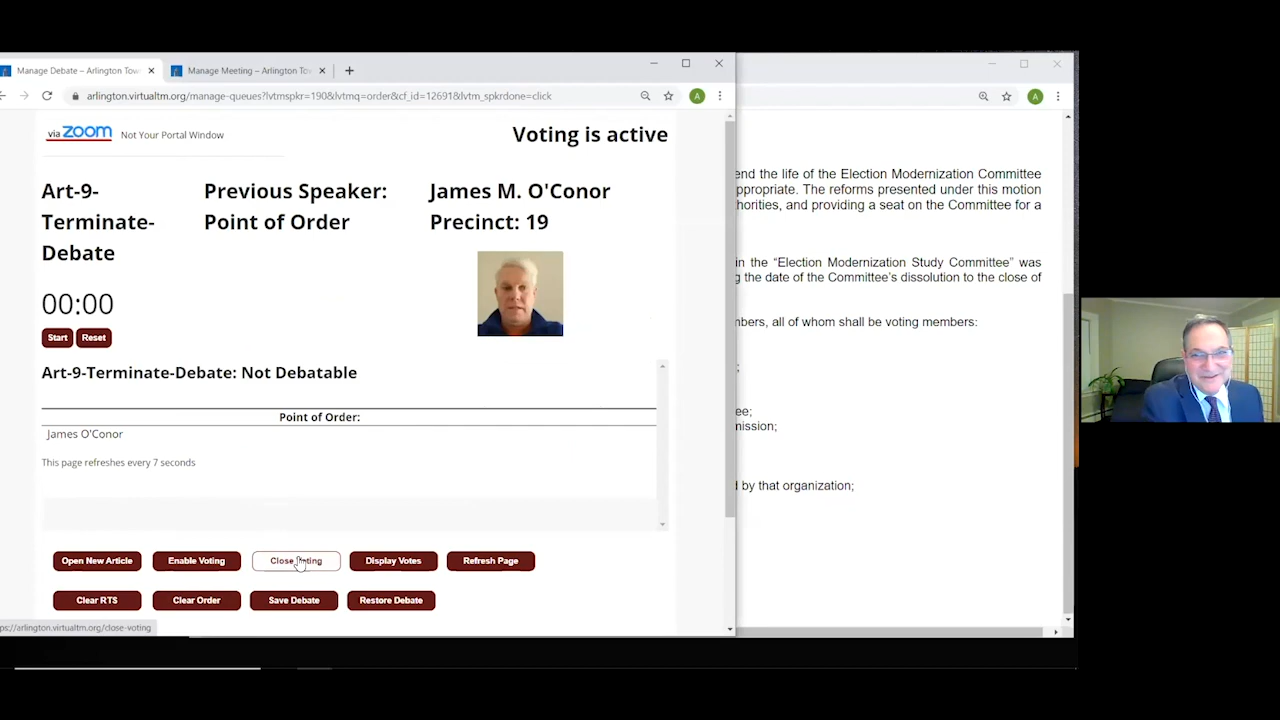 Manage Debate – Arlington Tow
Manage Meeting – Arlington To
arlington.virtualtm.org/manage-queues?lvtmspkr=190&lvtmq=order&cf_id=12691&lvtm_spkrdone=click
A
A
via zoom Not Your Portal Window
Voting is active
Art-9-
Terminate-
Debate
Previous Speaker:
Point of Order
James M. O'Conor
Precinct: 19
00:00
Start Reset
Art-9-Terminate-Debate: Not Debatable
Point of Order:
James O'Conor
This page refreshes every 7 seconds
Open New Article Enable Voting Close Voting Display Votes Refresh Page
Clear RTS Clear Order Save Debate Restore Debate
ps://arlington.virtualtm.org/close-voting
end the life of the Election Modernization Committee
ppropriate. The reforms presented under this motion
horities, and providing a seat on the Committee for a
in the “Election Modernization Study Committee” was
g the date of the Committee’s dissolution to the close of
mbers, all of whom shall be voting members:
;
ee;
mission;
d by that organization;